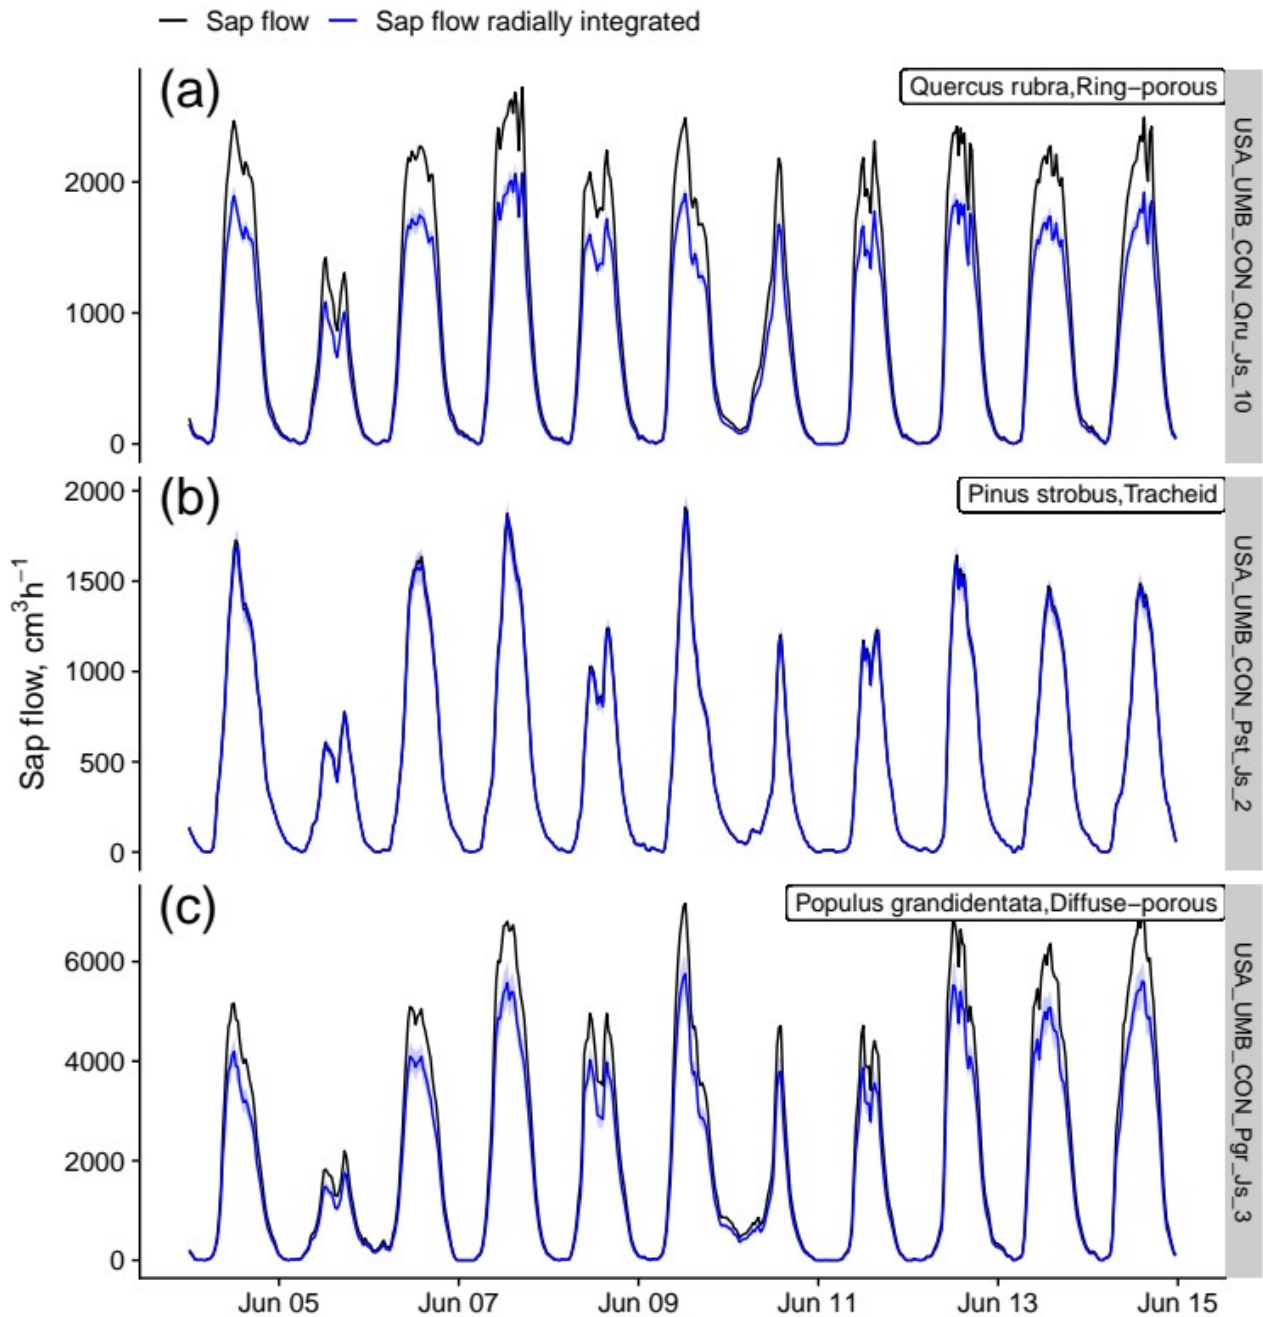 Sap flow Sap flow radially integrated
(a)
Quercus rubra,Ring−porous
USA_UMB_CON_Qru_Js_10
2000
1000
0
(b)
Pinus strobus,Tracheid
USA_UMB_CON_Pst_Js_2
2000
1500
1000
500
0
Sap flow, cm³h⁻¹
(c)
Populus grandidentata,Diffuse−porous
USA_UMB_CON_Pgr_Js_3
6000
4000
2000
0
Jun 05 Jun 07 Jun 09 Jun 11 Jun 13 Jun 15